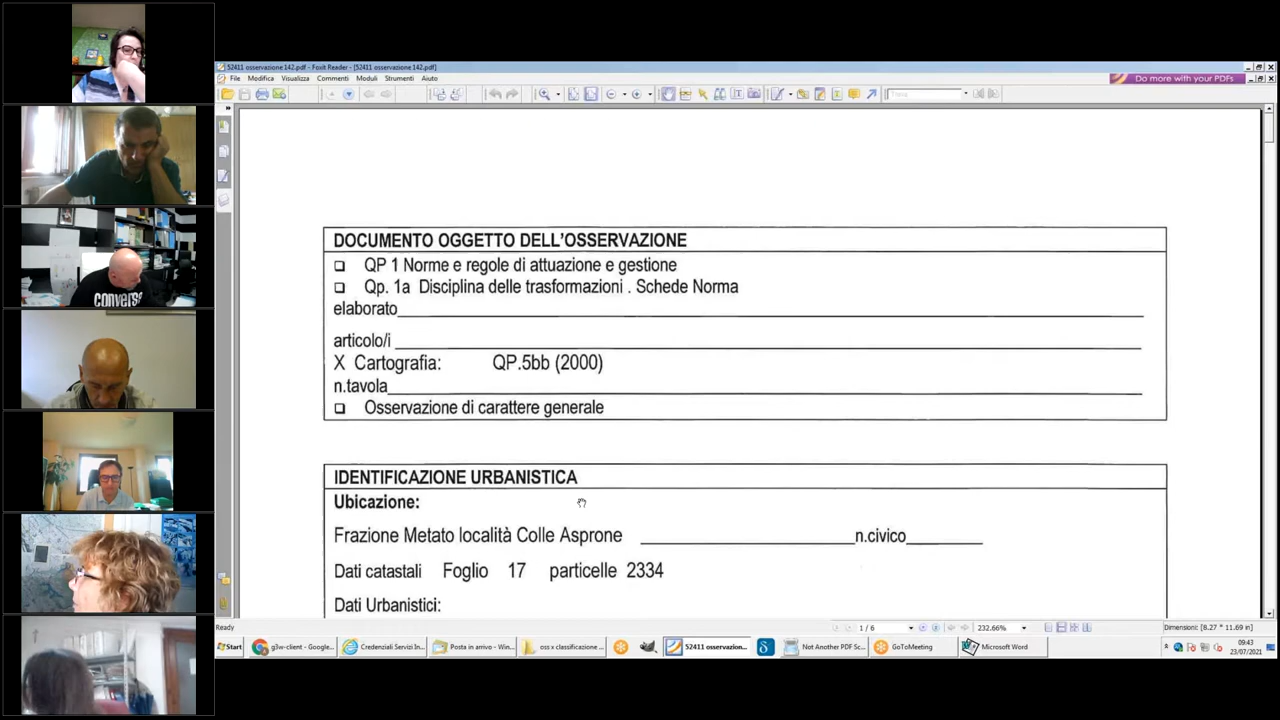 converse
52411 osservazione 142.pdf - Foxit Reader - [52411 osservazione 142.pdf]
File Modifica Visualizza Commenti Moduli Strumenti Aiuto
Do more with your PDFs
DOCUMENTO OGGETTO DELL'OSSERVAZIONE
QP 1 Norme e regole di attuazione e gestione
Qp. 1a Disciplina delle trasformazioni . Schede Norma
elaborato
articolo/i
X Cartografia: QP.5bb (2000)
n.tavola
Osservazione di carattere generale
IDENTIFICAZIONE URBANISTICA
Ubicazione:
Frazione Metato località Colle Asprone n.civico
Dati catastali Foglio 17 particelle 2334
Dati Urbanistici:
Ready 1 / 6 232.66% Dimensioni: [8.27 * 11.69 in]
Start g3w-client - Google... Credenziali Servizi In... Posta in arrivo - Win... oss x classificazione ... 52411 osservazion... Not Another PDF Sc... GoToMeeting Microsoft Word
09:43
23/07/2021